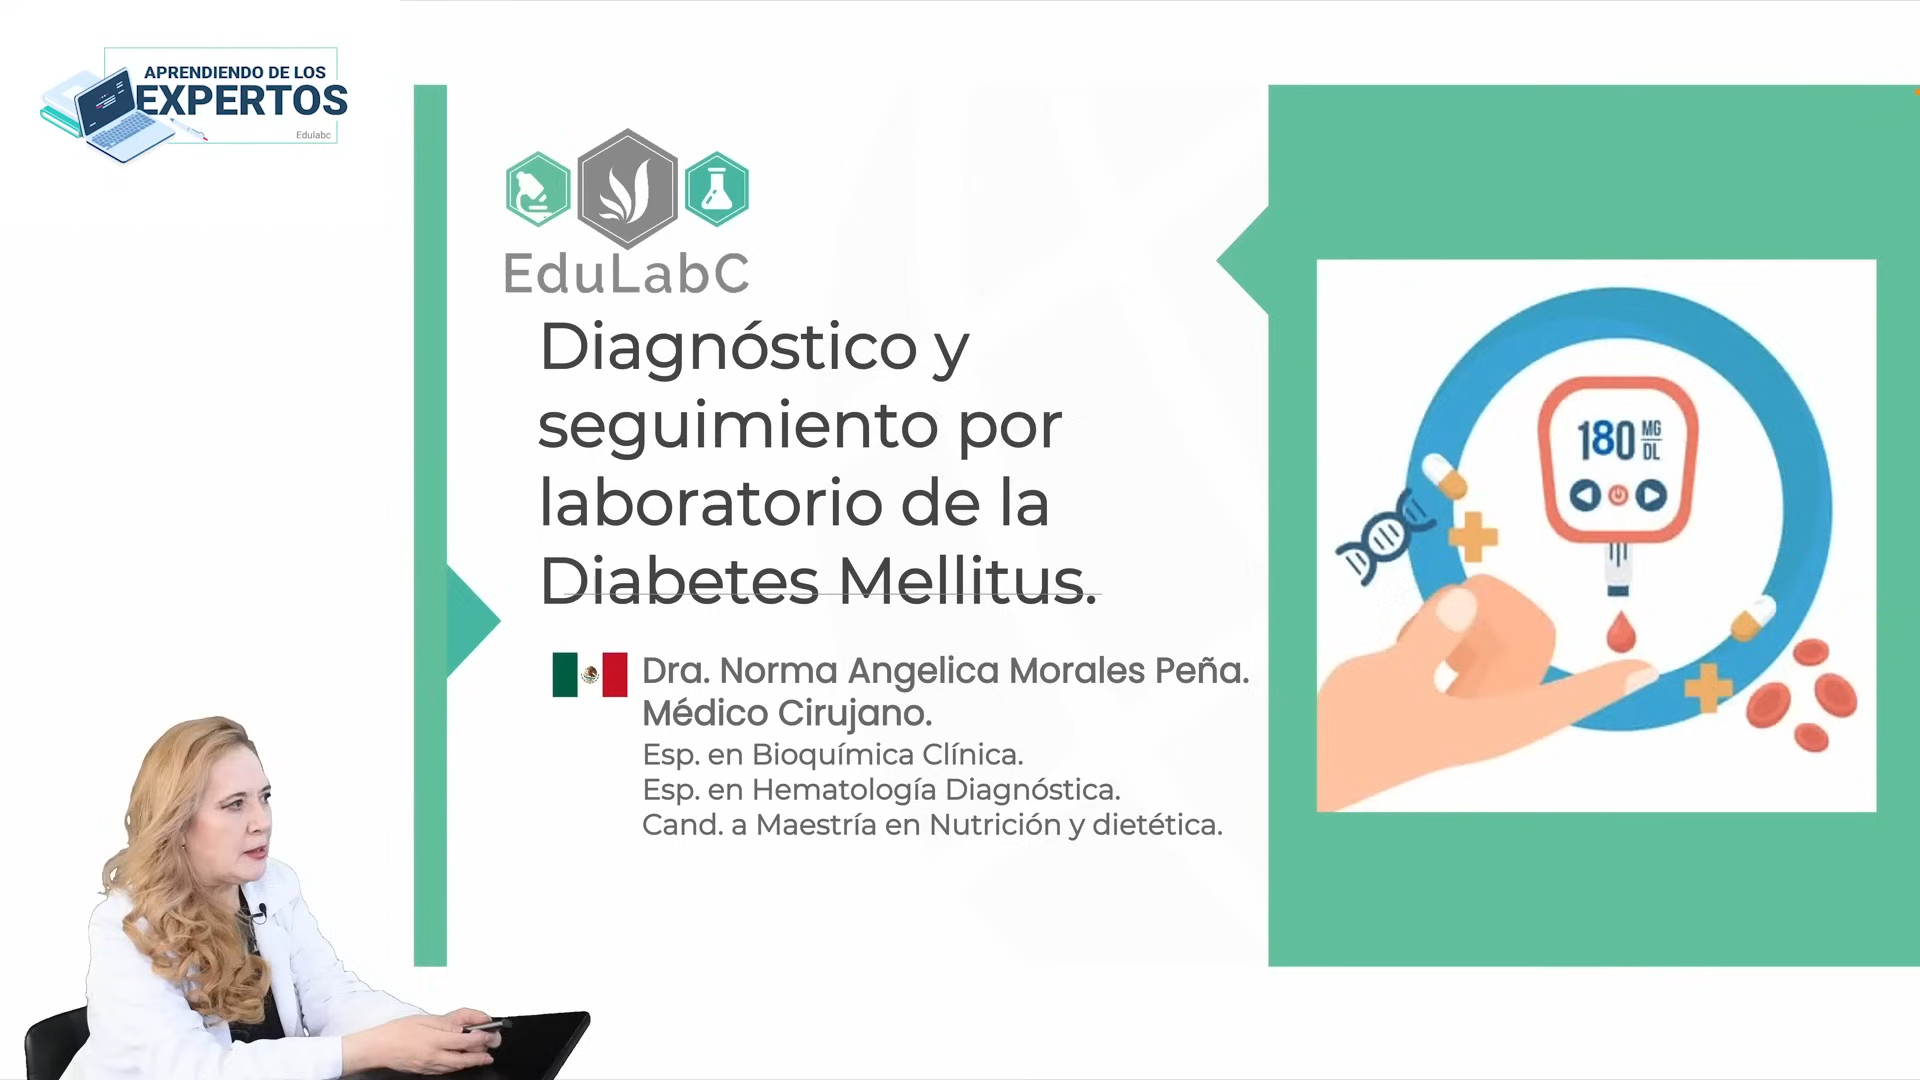 APRENDIENDO DE LOS
EXPERTOS
Edulabc
EduLabC
Diagnóstico y
seguimiento por
laboratorio de la
Diabetes Mellitus.
Dra. Norma Angelica Morales Peña.
Médico Cirujano.
Esp. en Bioquímica Clínica.
Esp. en Hematología Diagnóstica.
Cand. a Maestría en Nutrición y dietética.
180 MG
DL